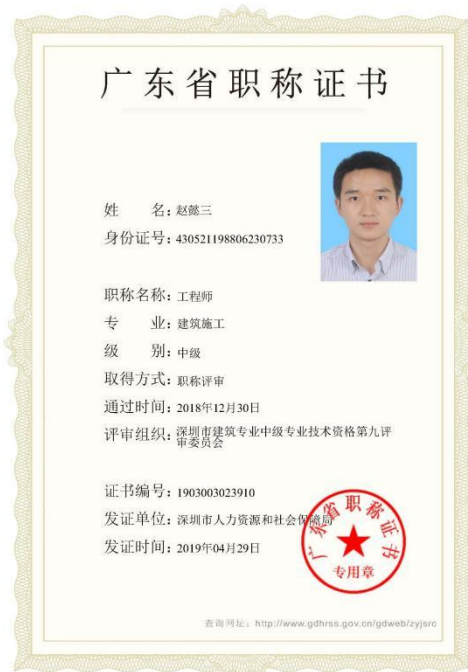 广东省职称证书
姓 名：赵懿三
身份证号：430521198806230733
职称名称：工程师
专 业：建筑施工
级 别：中级
取得方式：职称评审
通过时间：2018年12月30日
评审组织：深圳市建筑专业中级专业技术资格第九评
审委员会
证书编号：1903003023910
发证单位：深圳市人力资源和社会保障局
发证时间：2019年04月29日
广东省职称证书
专用章
查询网址：http://www.gdhrss.gov.cn/gdweb/zyjsrc